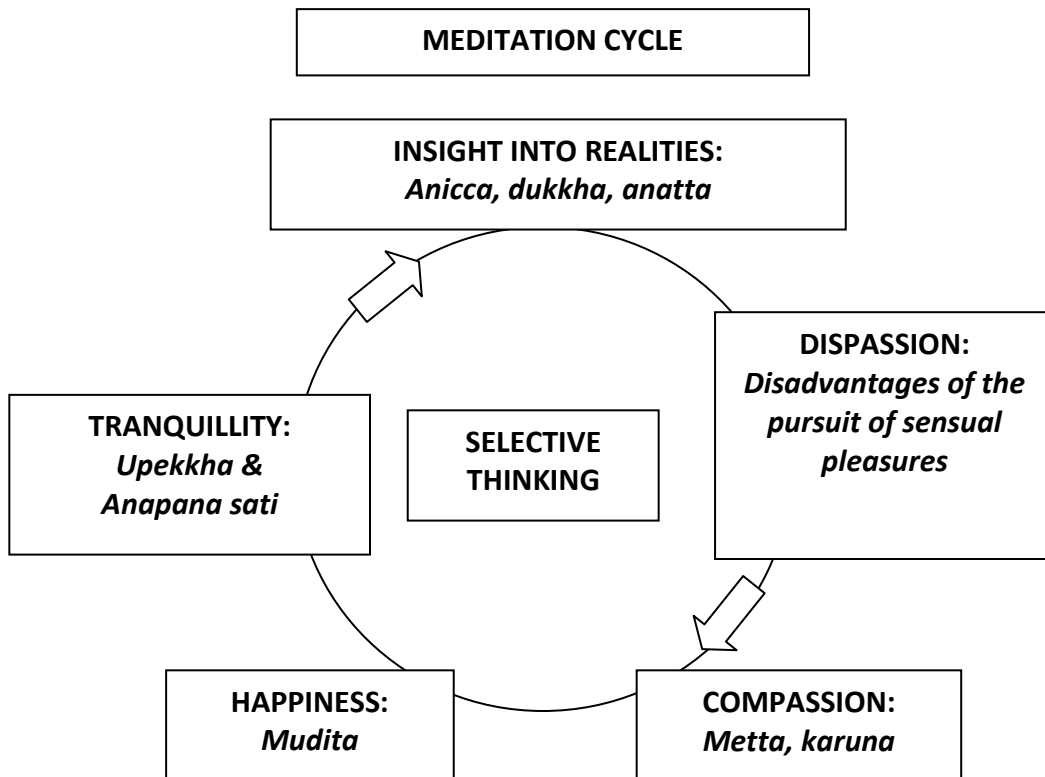 MEDITATION CYCLE
INSIGHT INTO REALITIES:
Anicca, dukkha, anatta
DISPASSION:
Disadvantages of the
pursuit of sensual
pleasures
TRANQUILLITY:
Upekkha &
Anapana sati
SELECTIVE
THINKING
HAPPINESS:
Mudita
COMPASSION:
Metta, karuna